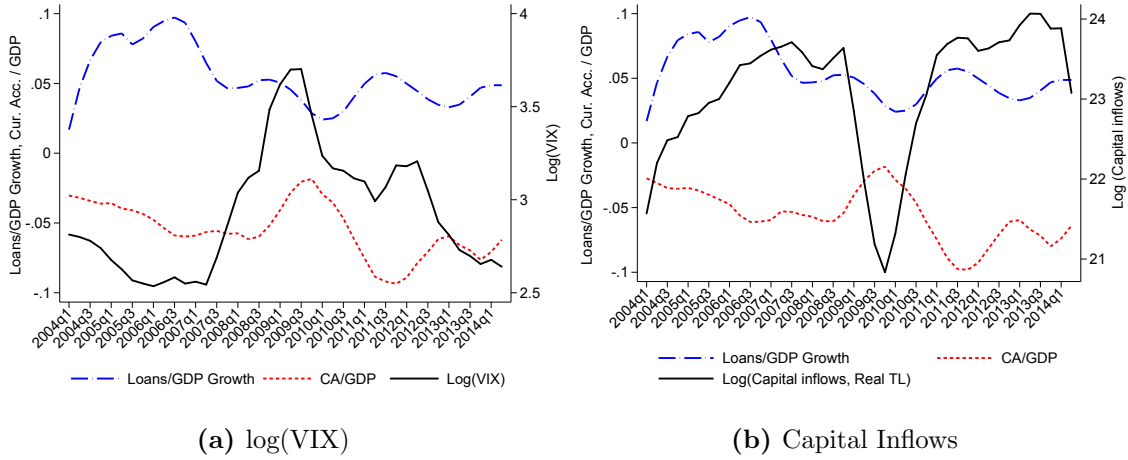 .1
.05
0
-.05
-.1
Loans/GDP Growth, Cur. Acc. / GDP
4
3.5
3
2.5
Log(VIX)
2004q1
2004q3
2005q1
2005q3
2006q1
2006q3
2007q1
2007q3
2008q1
2008q3
2009q1
2009q3
2010q1
2010q3
2011q1
2011q3
2012q1
2012q3
2013q1
2013q3
2014q1
Loans/GDP Growth CA/GDP Log(VIX)
(a) log(VIX)
.1
.05
0
-.05
-.1
Loans/GDP Growth, Cur. Acc. / GDP
24
23
22
21
Log (Capital inflows)
2004q1
2004q3
2005q1
2005q3
2006q1
2006q3
2007q1
2007q3
2008q1
2008q3
2009q1
2009q3
2010q1
2010q3
2011q1
2011q3
2012q1
2012q3
2013q1
2013q3
2014q1
Loans/GDP Growth CA/GDP
Log(Capital inflows, Real TL)
(b) Capital Inflows